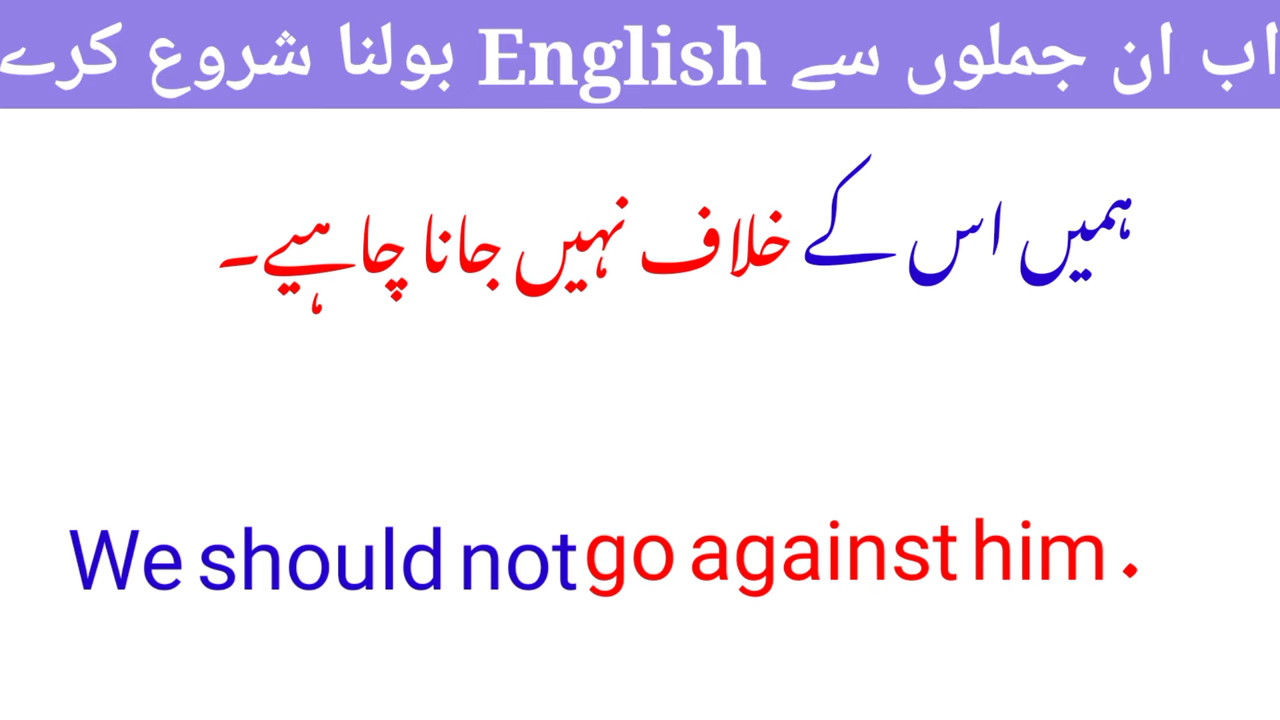 اب ان جملوں سے English بولنا شروع کرے
ہمیں اس کے خلاف نہیں جانا چاہیے۔
We should not go against him .